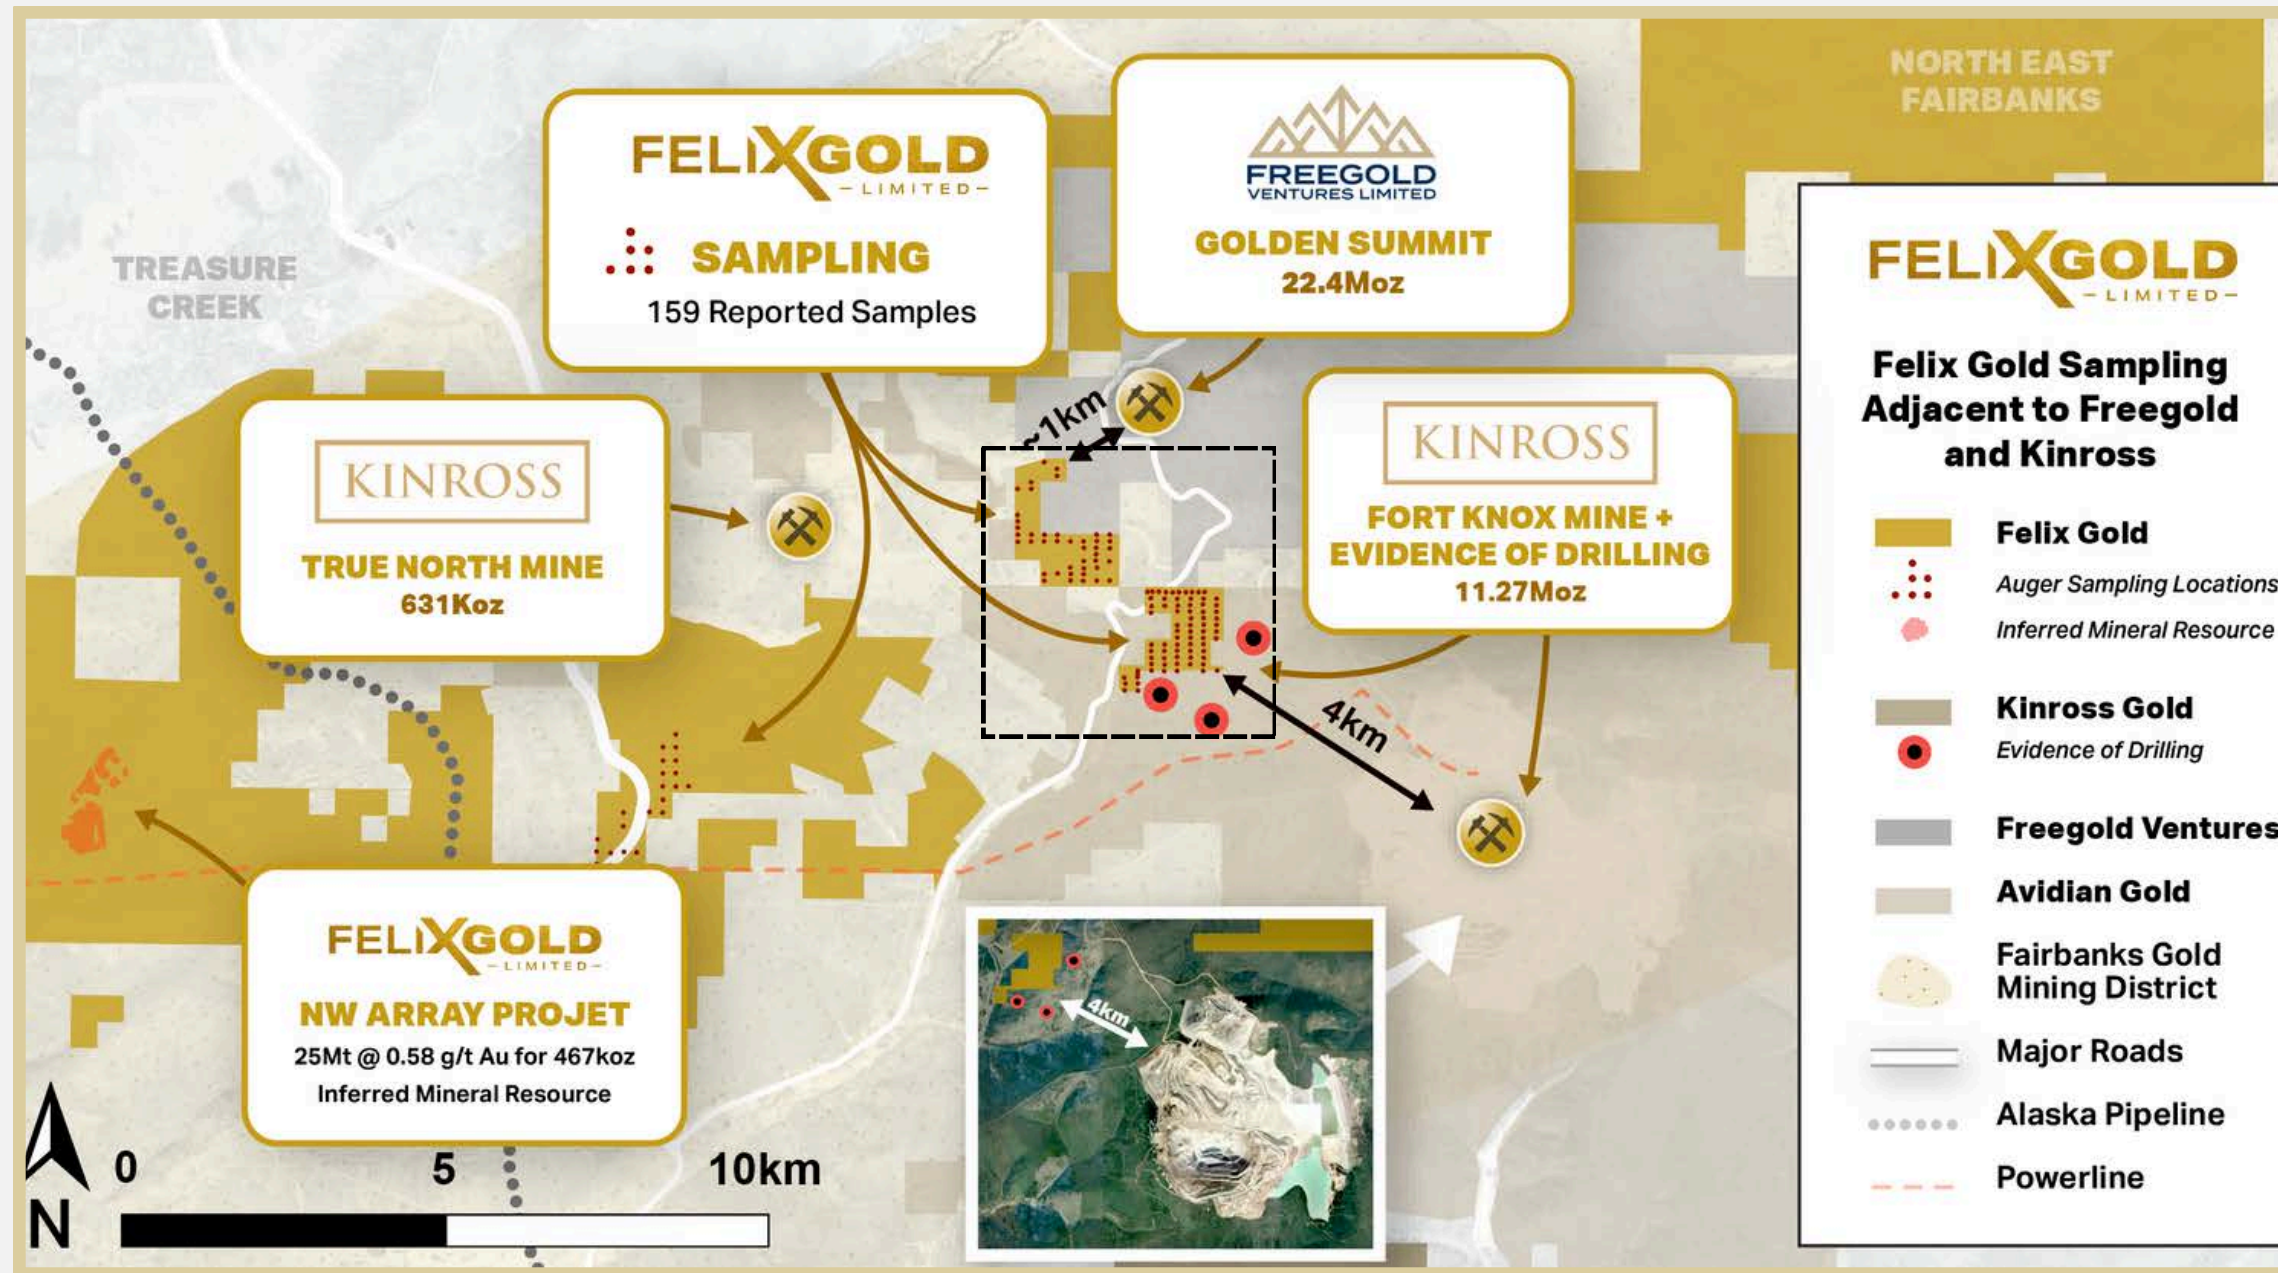 NORTH EAST
FAIRBANKS
TREASURE
CREEK
FELIXGOLD
-LIMITED-
SAMPLING
159 Reported Samples
FREEGOLD
VENTURES LIMITED
GOLDEN SUMMIT
22.4Moz
~1km
KINROSS
TRUE NORTH MINE
631Koz
KINROSS
FORT KNOX MINE +
EVIDENCE OF DRILLING
11.27Moz
4km
FELIXGOLD
-LIMITED-
NW ARRAY PROJET
25Mt @ 0.58 g/t Au for 467koz
Inferred Mineral Resource
4km
N
0 5 10km
FELIXGOLD
-LIMITED-
Felix Gold Sampling
Adjacent to Freegold
and Kinross
Felix Gold
Auger Sampling Locations
Inferred Mineral Resource
Kinross Gold
Evidence of Drilling
Freegold Ventures
Avidian Gold
Fairbanks Gold
Mining District
Major Roads
Alaska Pipeline
Powerline